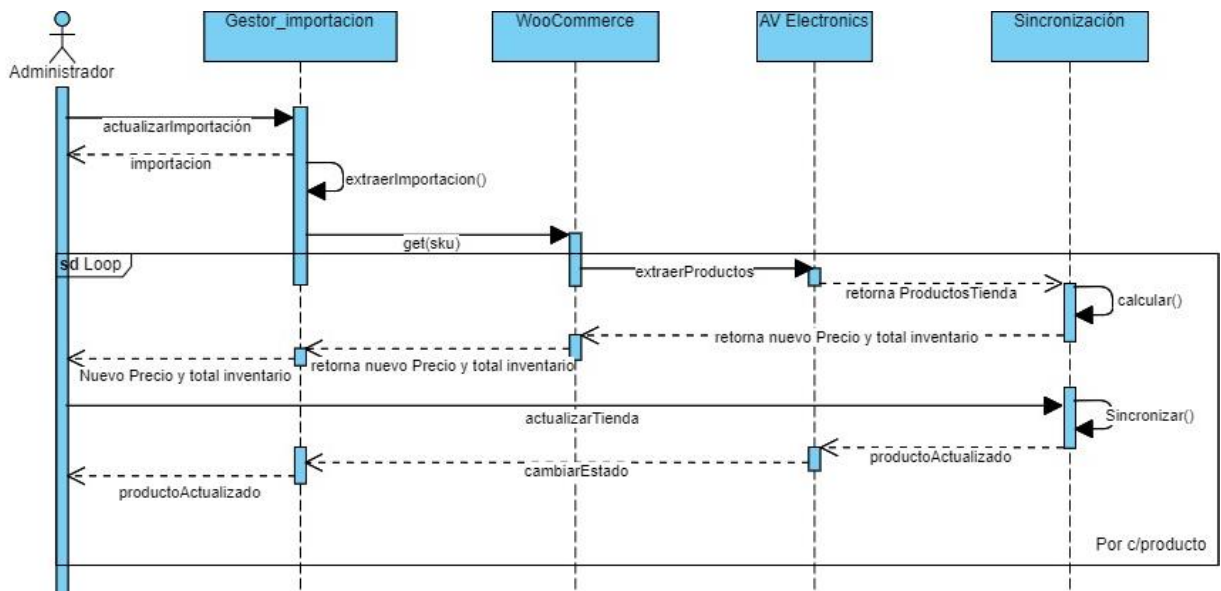 Gestor_importacion
WooCommerce
AV Electronics
Sincronización
Administrador
actualizarImportación
importacion
extraerImportacion()
get(sku)
sd Loop
extraerProductos
retorna ProductosTienda
calcular()
retorna nuevo Precio y total inventario
retorna nuevo Precio y total inventario
Nuevo Precio y total inventario
actualizarTienda
Sincronizar()
productoActualizado
cambiarEstado
productoActualizado
Por c/producto